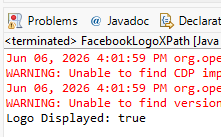 Problems @ Javadoc Declarat
<terminated> FacebookLogoXPath [Java
Jun 06, 2026 4:01:59 PM org.ope
WARNING: Unable to find CDP imp
Jun 06, 2026 4:01:59 PM org.ope
WARNING: Unable to find version
Logo Displayed: true